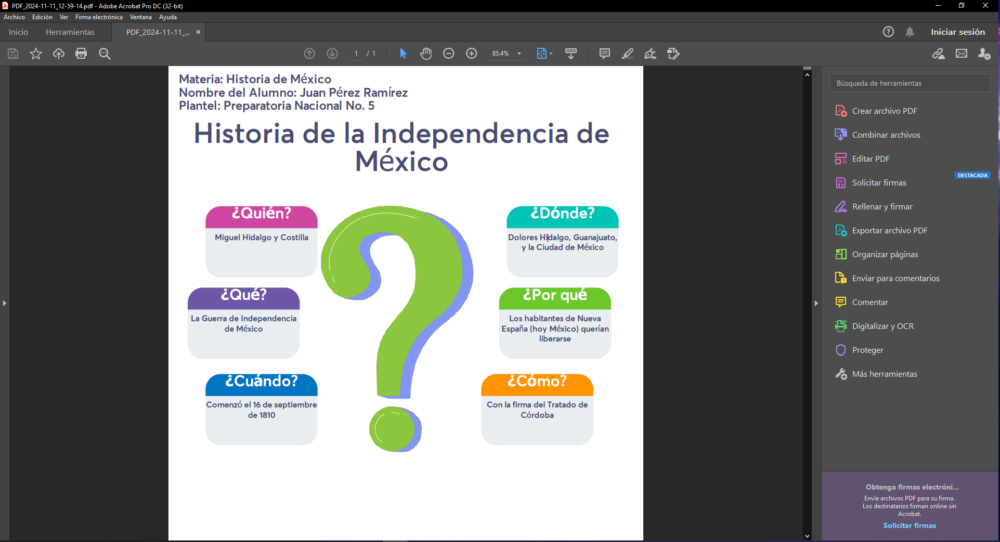 PDF_2024-11-11_12-59-14.pdf - Adobe Acrobat Pro DC (32-bit)
Archivo Edición Ver Firma electrónica Ventana Ayuda
Inicio Herramientas PDF_2024-11-11_... × Iniciar sesión
1 / 1 85.4%
Materia: Historia de México
Nombre del Alumno: Juan Pérez Ramírez
Plantel: Preparatoria Nacional No. 5
Historia de la Independencia de
México
¿Quién?
Miguel Hidalgo y Costilla
¿Dónde?
Dolores Hidalgo, Guanajuato,
y la Ciudad de México
¿Qué?
La Guerra de Independencia
de México
¿Por qué
Los habitantes de Nueva
España (hoy México) querían
liberarse
¿Cuándo?
Comenzó el 16 de septiembre
de 1810
¿Cómo?
Con la firma del Tratado de
Córdoba
Búsqueda de herramientas
Crear archivo PDF
Combinar archivos
Editar PDF
DESTACADA
Solicitar firmas
Rellenar y firmar
Exportar archivo PDF
Organizar páginas
Enviar para comentarios
Comentar
Digitalizar y OCR
Proteger
Más herramientas
Obtenga firmas electróni...
Envíe archivos PDF para su firma.
Los destinatarios firman online sin
Acrobat.
Solicitar firmas